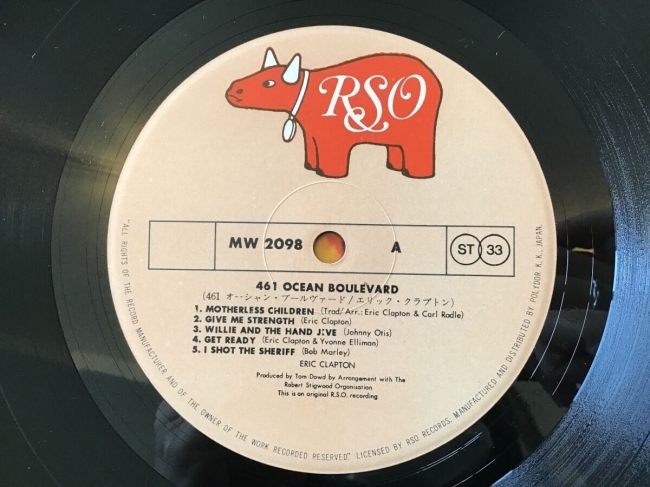 RSO
MW 2098 A ST 33
461 OCEAN BOULEVARD
(461 オーシャン・ブールヴァード/エリック・クラプトン)
1. MOTHERLESS CHILDREN (Trad/Arr.: Eric Clapton & Carl Radle)
2. GIVE ME STRENGTH (Eric Clapton)
3. WILLIE AND THE HAND JIVE (Johnny Otis)
4. GET READY (Eric Clapton & Yvonne Elliman)
5. I SHOT THE SHERIFF (Bob Marley)
ERIC CLAPTON
Produced by Tom Dowd by Arrangement with The
Robert Stigwood Organisation
This is an original R.S.O. recording
"ALL RIGHTS OF THE RECORD MANUFACTURER AND OF THE OWNER OF THE WORK RECORDED RESERVED". LICENSED BY RSO RECORDS, MANUFACTURED AND DISTRIBUTED BY POLYDOR K.K., JAPAN.